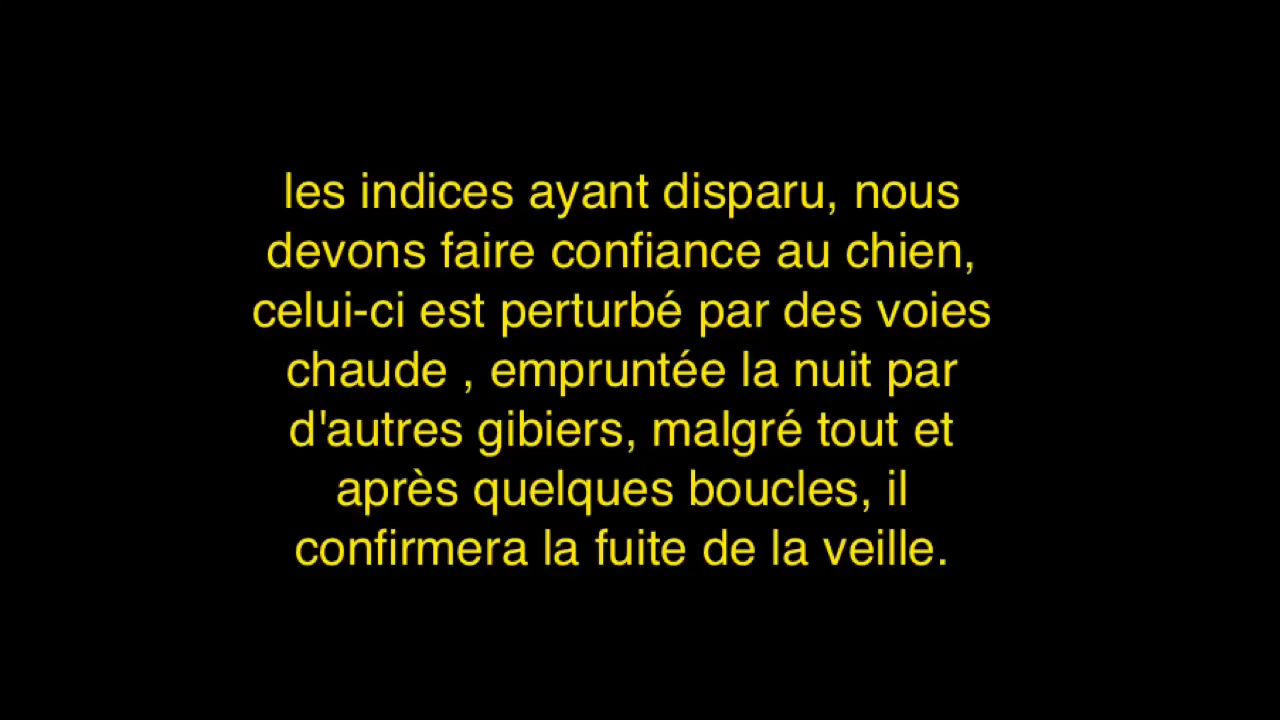 les indices ayant disparu, nous
devons faire confiance au chien,
celui-ci est perturbé par des voies
chaude , empruntée la nuit par
d'autres gibiers, malgré tout et
après quelques boucles, il
confirmera la fuite de la veille.